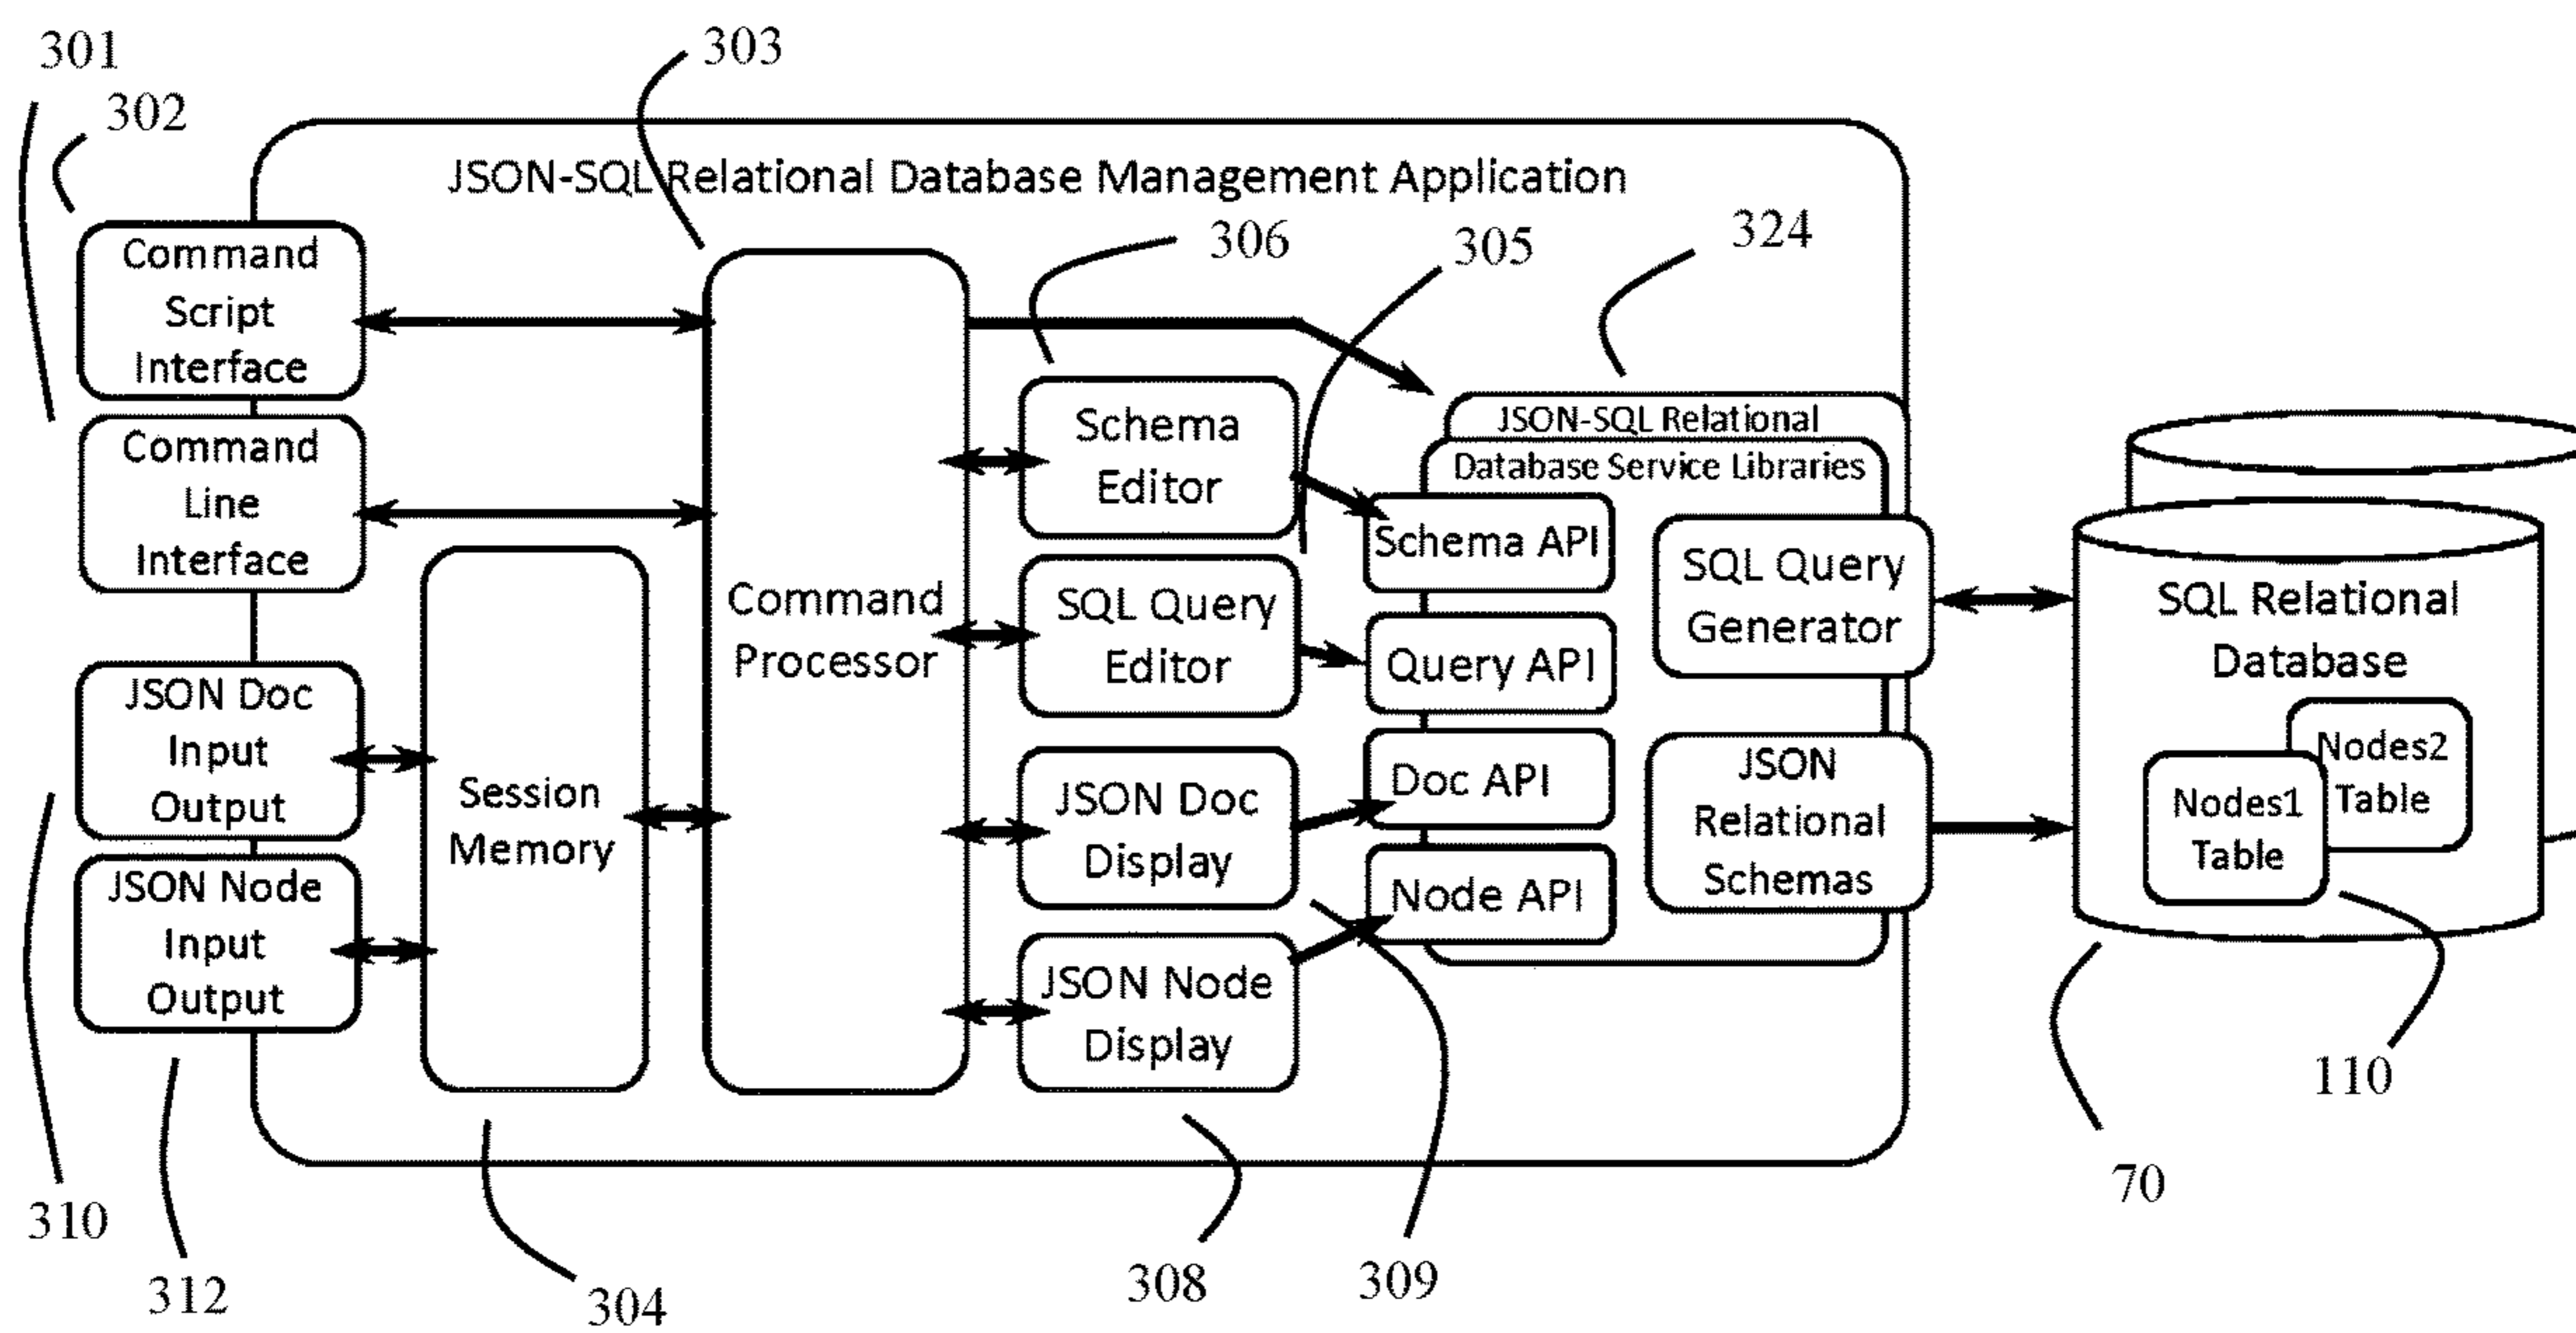 301
302
303
JSON-SQL Relational Database Management Application
306
305
324
Command
Script
Interface
Command
Line
Interface
JSON Doc
Input
Output
JSON Node
Input
Output
Session
Memory
Command
Processor
Schema
Editor
SQL Query
Editor
JSON Doc
Display
JSON Node
Display
JSON-SQL Relational
Database Service Libraries
Schema API
Query API
Doc API
Node API
SQL Query
Generator
JSON
Relational
Schemas
SQL Relational
Database
Nodes2
Table
Nodes1
Table
110
70
310
312
304
308
309